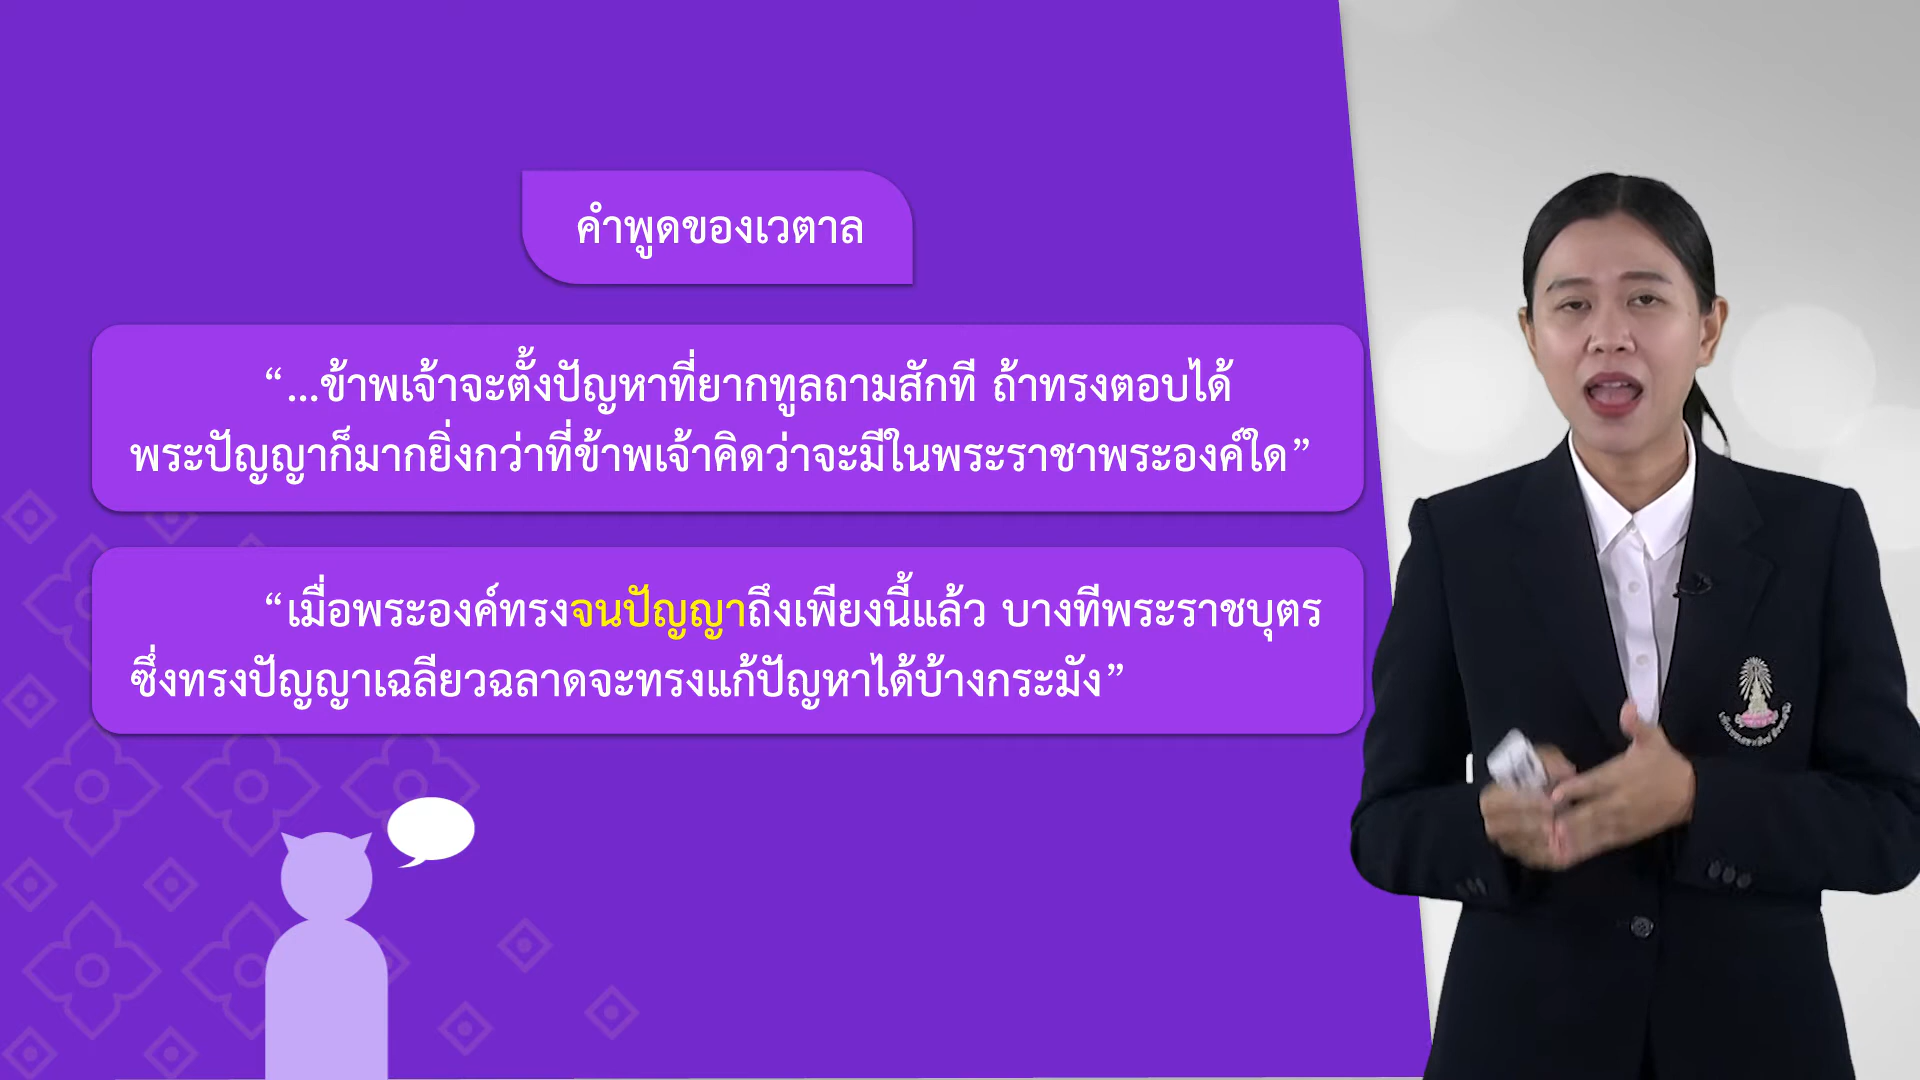 คำพูดของเวตาล
“...ข้าพเจ้าจะตั้งปัญหาที่ยากทูลถามสักที ถ้าทรงตอบได้
พระปัญญาก็มากยิ่งกว่าที่ข้าพเจ้าคิดว่าจะมีในพระราชาพระองค์ใด”
“เมื่อพระองค์ทรงจนปัญญาถึงเพียงนี้แล้ว บางทีพระราชบุตร
ซึ่งทรงปัญญาเฉลียวฉลาดจะทรงแก้ปัญหาได้บ้างกระมัง”